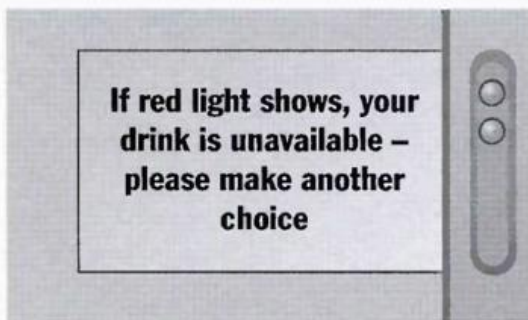 If red light shows, your
drink is unavailable –
please make another
choice